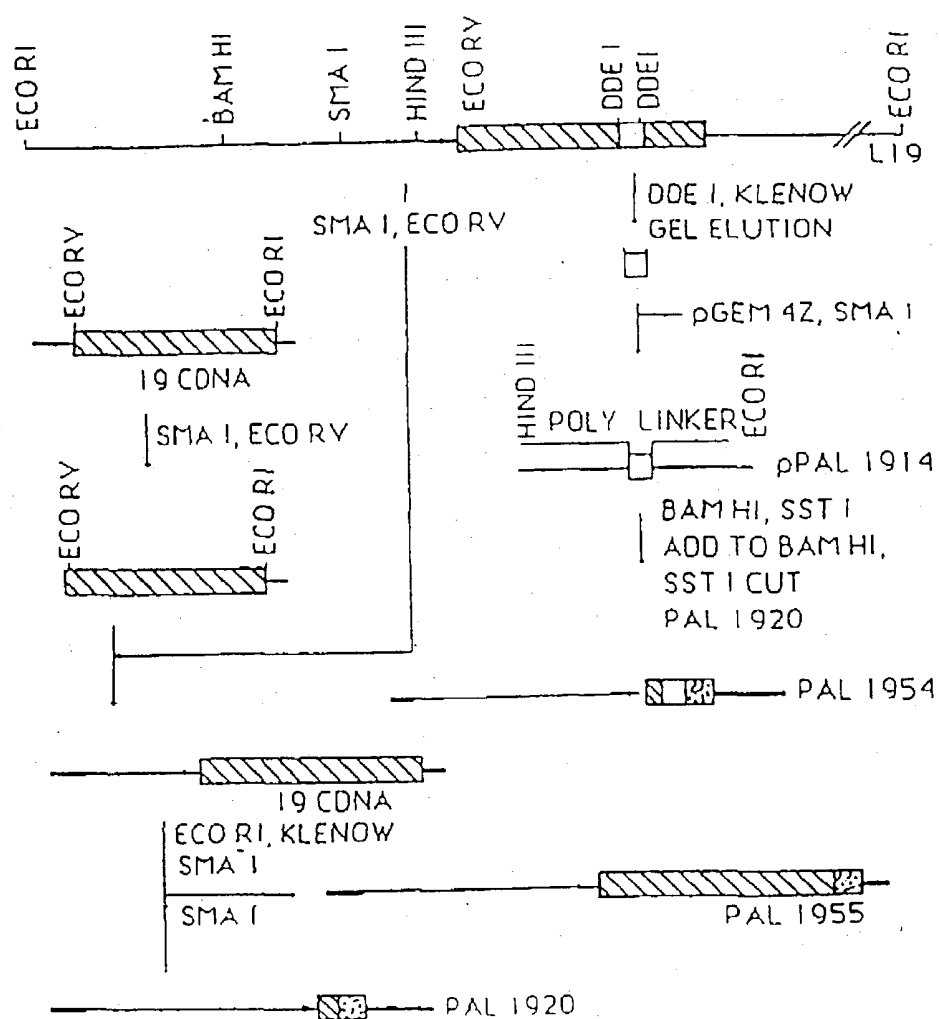 ECO RI
BAM HI
SMA I
HIND III
ECO RV
DDE I
DDE I
ECO RI
L19
SMA I, ECO RV
DDE I, KLENOW
GEL ELUTION
ECO RV
ECO RI
19 CDNA
pGEM 4Z, SMA I
SMA I, ECO RV
HIND III
POLY LINKER
ECO RI
pPAL 1914
ECO RV
ECO RI
BAM HI, SST I
ADD TO BAM HI,
SST I CUT
PAL 1920
PAL 1954
19 CDNA
ECO RI, KLENOW
SMA I
SMA I
PAL 1955
PAL 1920